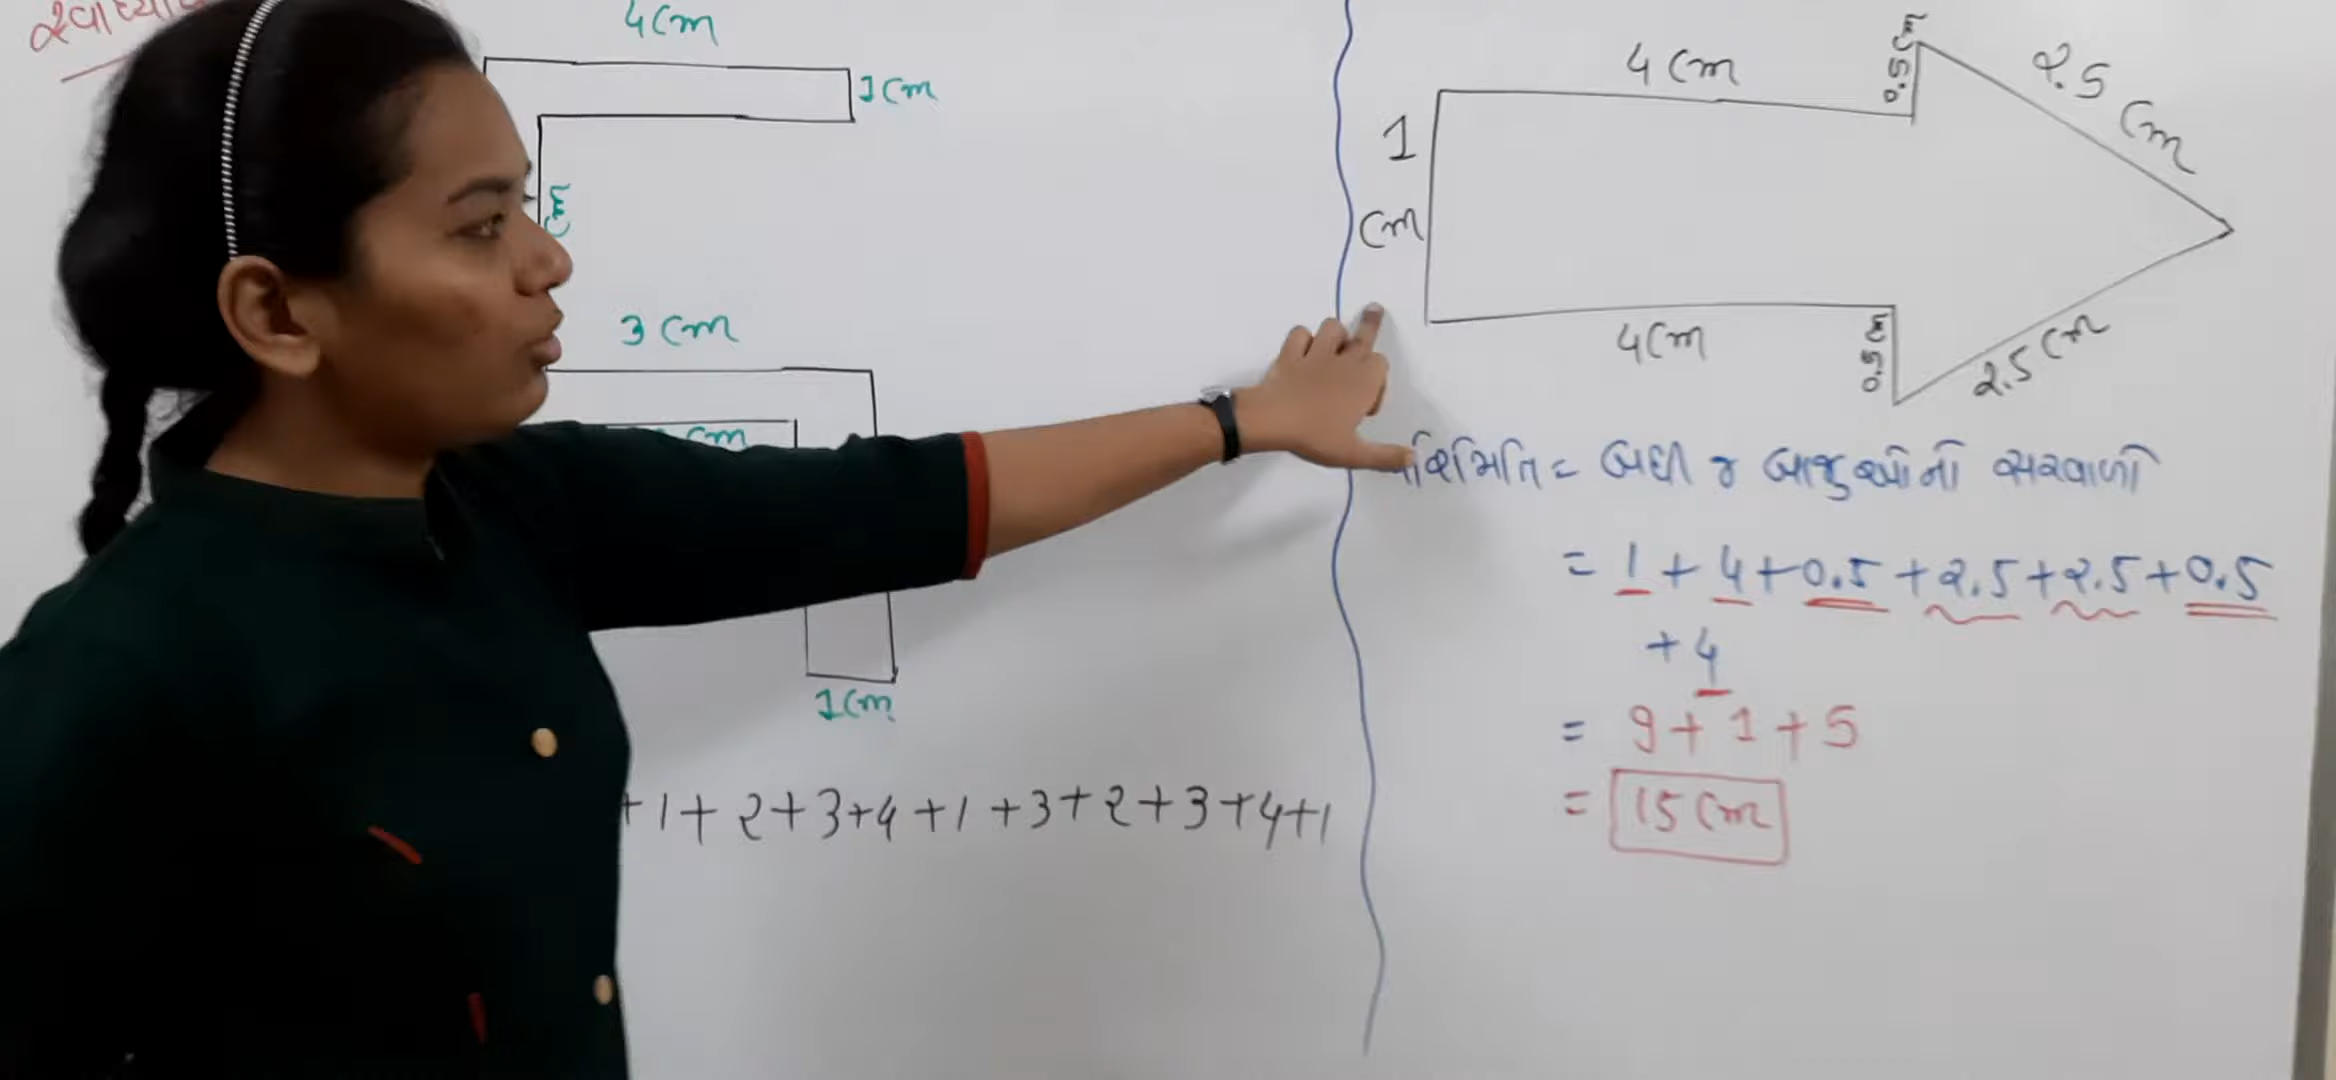 4 cm
1 cm
cm
3 cm
cm
1 cm
+ 1 + 2 + 3 + 4 + 1 + 3 + 2 + 3 + 4 + 1
4 cm
0.5 cm
2.5 cm
1 cm
4 cm
0.5 cm
2.5 cm
પરિમિતિ = બધી જ બાજુઓનો સરવાળો
= 1 + 4 + 0.5 + 2.5 + 2.5 + 0.5
+ 4
= 9 + 1 + 5
= 15 cm